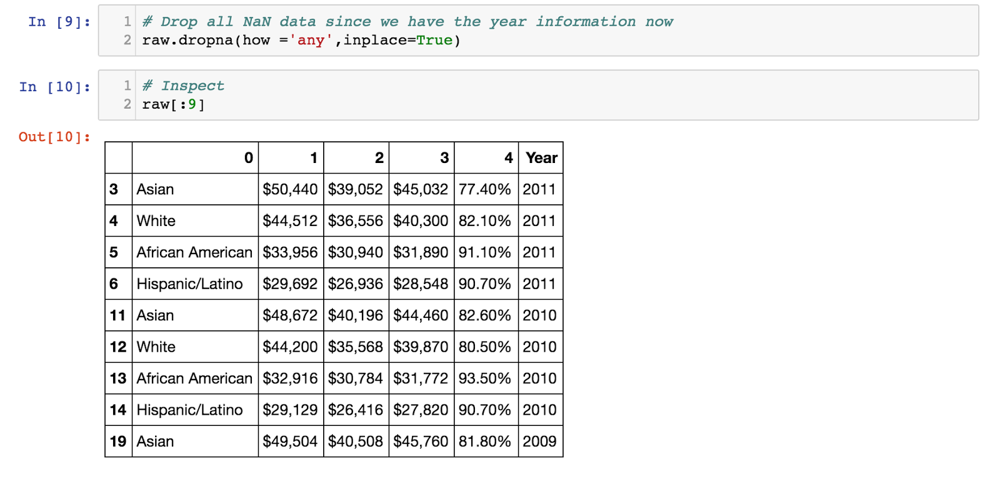 In [9]:
1 # Drop all NaN data since we have the year information now
2 raw.dropna(how ='any',inplace=True)
In [10]:
1 # Inspect
2 raw[:9]
Out[10]:
0 1 2 3 4 Year
3 Asian $50,440 $39,052 $45,032 77.40% 2011
4 White $44,512 $36,556 $40,300 82.10% 2011
5 African American $33,956 $30,940 $31,890 91.10% 2011
6 Hispanic/Latino $29,692 $26,936 $28,548 90.70% 2011
11 Asian $48,672 $40,196 $44,460 82.60% 2010
12 White $44,200 $35,568 $39,870 80.50% 2010
13 African American $32,916 $30,784 $31,772 93.50% 2010
14 Hispanic/Latino $29,129 $26,416 $27,820 90.70% 2010
19 Asian $49,504 $40,508 $45,760 81.80% 2009